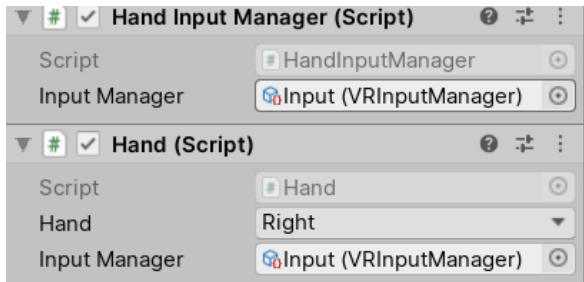 Hand Input Manager (Script)
Script HandInputManager
Input Manager Input (VRInputManager)
Hand (Script)
Script Hand
Hand Right
Input Manager Input (VRInputManager)